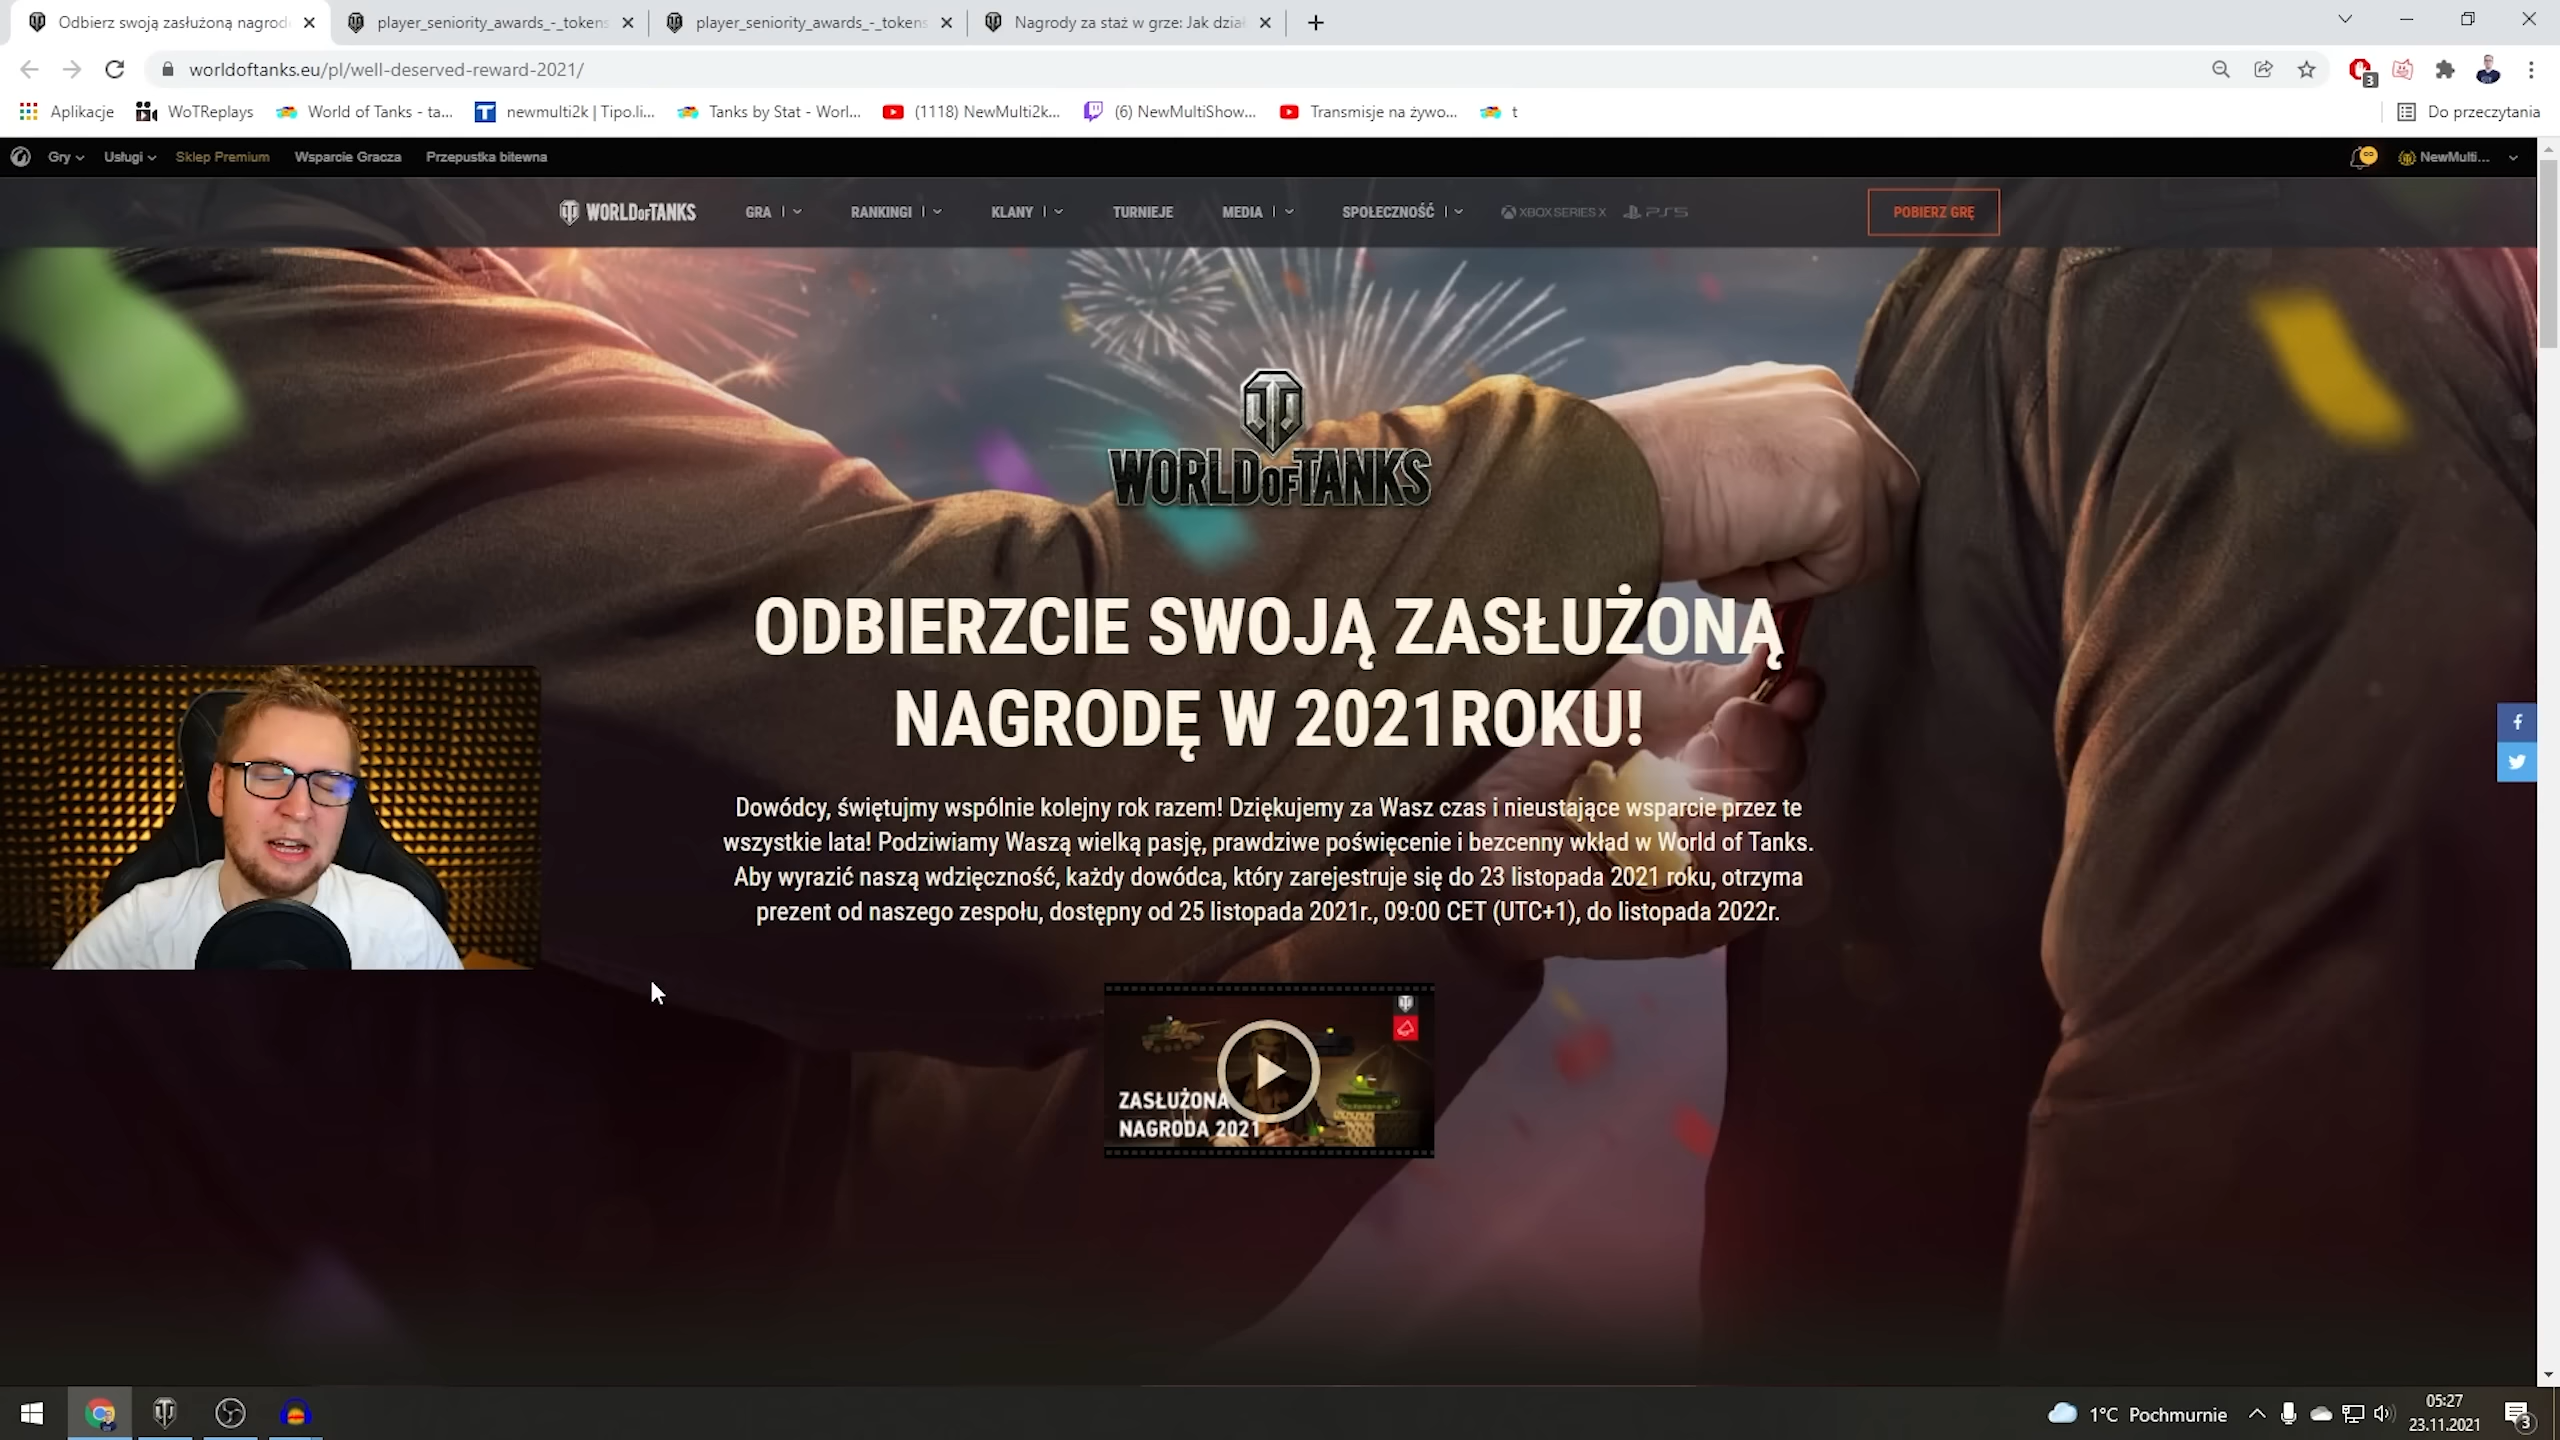 Odbierz swoją zasłużoną nagrod
player_seniority_awards_-_tokens
player_seniority_awards_-_tokens
Nagrody za staż w grze: Jak dział
worldoftanks.eu/pl/well-deserved-reward-2021/
3
Aplikacje
WoTReplays
World of Tanks - ta...
newmulti2k | Tipo.li...
Tanks by Stat - Worl...
(1118) NewMulti2k...
(6) NewMultiShow...
Transmisje na żywo...
t
Do przeczytania
Gry
Usługi
Sklep Premium
Wsparcie Gracza
Przepustka bitewna
NewMulti...
WORLD OF TANKS
GRA
RANKINGI
KLANY
TURNIEJE
MEDIA
SPOŁECZNOŚĆ
XBOX SERIES X
PS5
POBIERZ GRĘ
WORLD OF TANKS
ODBIERZCIE SWOJĄ ZASŁUŻONĄ
NAGRODĘ W 2021ROKU!
Dowódcy, świętujmy wspólnie kolejny rok razem! Dziękujemy za Wasz czas i nieustające wsparcie przez te
wszystkie lata! Podziwiamy Waszą wielką pasję, prawdziwe poświęcenie i bezcenny wkład w World of Tanks.
Aby wyrazić naszą wdzięczność, każdy dowódca, który zarejestruje się do 23 listopada 2021 roku, otrzyma
prezent od naszego zespołu, dostępny od 25 listopada 2021r., 09:00 CET (UTC+1), do listopada 2022r.
ZASŁUŻONA
NAGRODA 2021
1°C Pochmurnie
05:27
23.11.2021
3